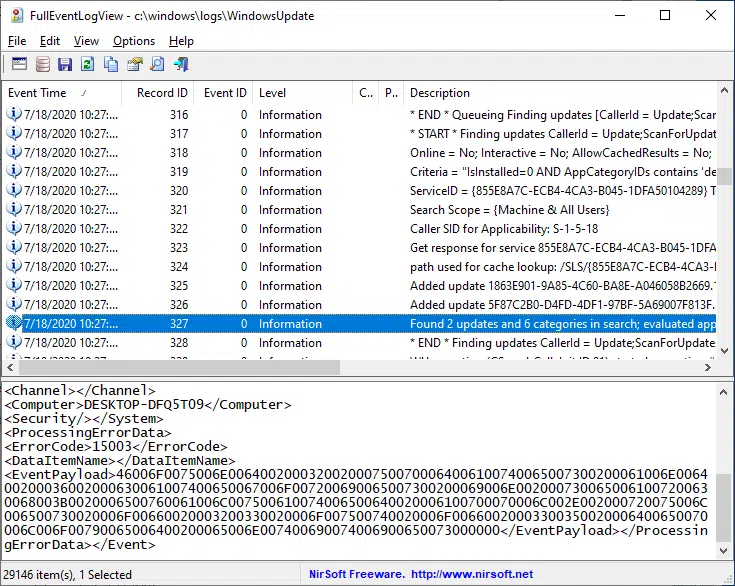 FullEventLogView - c:\windows\logs\WindowsUpdate
File Edit View Options Help
Event Time / Record ID Event ID Level C.. P.. Description
7/18/2020 10:27:... 316 0 Information * END * Queueing Finding updates [CallerId = Update;Scan
7/18/2020 10:27:... 317 0 Information * START * Finding updates CallerId = Update;ScanForUpdat
7/18/2020 10:27:... 318 0 Information Online = No; Interactive = No; AllowCachedResults = No;
7/18/2020 10:27:... 319 0 Information Criteria = "IsInstalled=0 AND AppCategoryIDs contains 'de
7/18/2020 10:27:... 320 0 Information ServiceID = {855E8A7C-ECB4-4CA3-B045-1DFA50104289} T
7/18/2020 10:27:... 321 0 Information Search Scope = {Machine & All Users}
7/18/2020 10:27:... 322 0 Information Caller SID for Applicability: S-1-5-18
7/18/2020 10:27:... 323 0 Information Get response for service 855E8A7C-ECB4-4CA3-B045-1DFA
7/18/2020 10:27:... 324 0 Information path used for cache lookup: /SLS/{855E8A7C-ECB4-4CA3-B
7/18/2020 10:27:... 325 0 Information Added update 1863E901-9A85-4C60-BA8E-A046058B2669.
7/18/2020 10:27:... 326 0 Information Added update 5F87C2B0-D4FD-4DF1-97BF-5A69007F813F.
7/18/2020 10:27:... 327 0 Information Found 2 updates and 6 categories in search; evaluated app
7/18/2020 10:27:... 328 0 Information * END * Finding updates CallerId = Update;ScanForUpdate
<Channel></Channel>
<Computer>DESKTOP-DFQ5T09</Computer>
<Security/></System>
<ProcessingErrorData>
<ErrorCode>15003</ErrorCode>
<DataItemName></DataItemName>
<EventPayload>46006F0075006E0064002000320020007500700064006100740065007300200061006E0064
00200036002000630061007400650067006F007200690065007300200069006E002000730065006100720063
0068003B0020006500760061006C007500610074006500640020006100700070006C002E002000720075006C
006500730020006F00660020003200330020006F007500740020006F00660020003300350020006400650070
006C006F00790065006400200065006E007400690074006900650073000000</EventPayload></Processin
gErrorData></Event>
29146 item(s), 1 Selected NirSoft Freeware. http://www.nirsoft.net